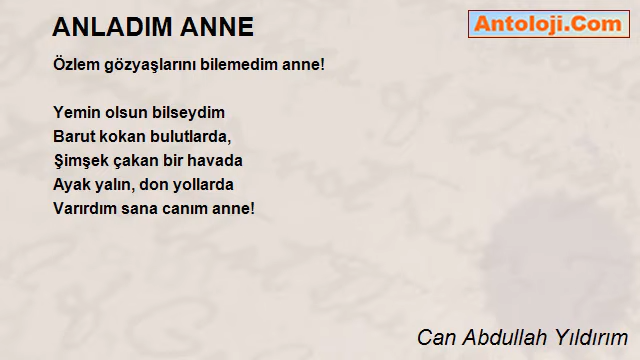 ANLADIM ANNE
Antoloji.Com
Özlem gözyaşlarını bilemedim anne!
Yemin olsun bilseydim
Barut kokan bulutlarda,
Şimşek çakan bir havada
Ayak yalın, don yollarda
Varırdım sana canım anne!
Can Abdullah Yıldırım